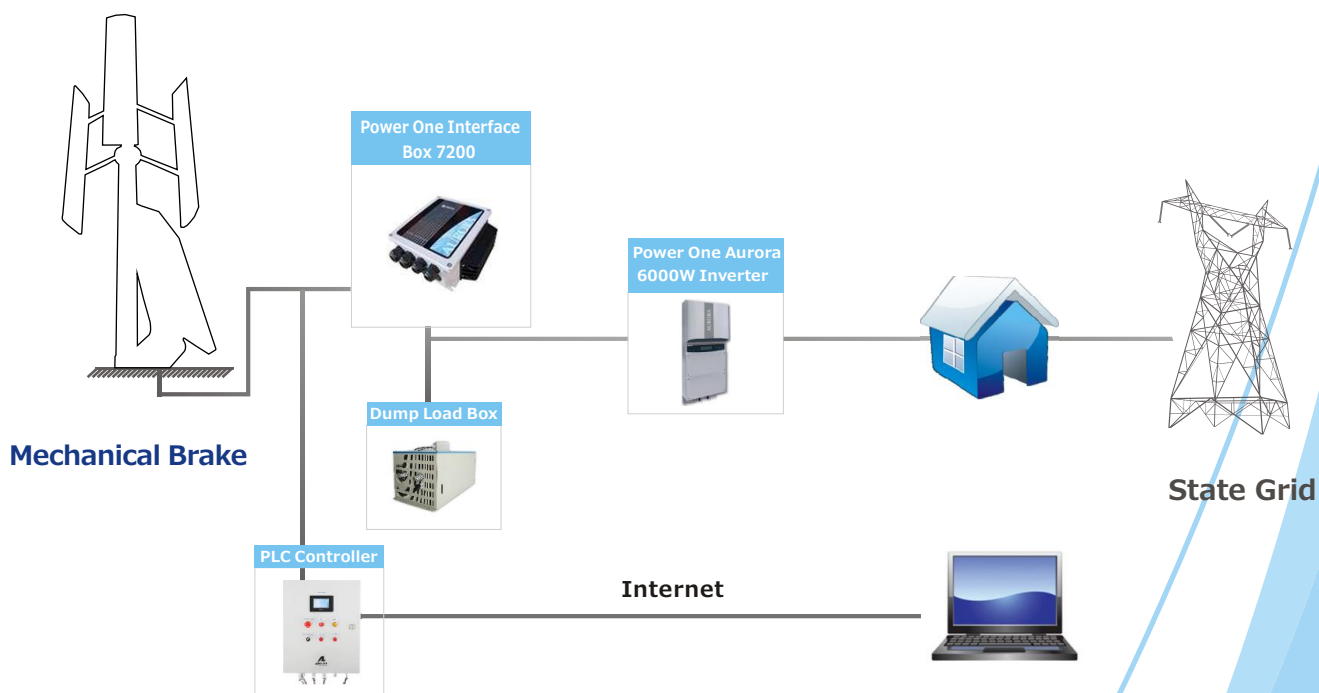 Power One Interface
Box 7200
Power One Aurora
6000W Inverter
AURORA
Dump Load Box
Mechanical Brake
State Grid
PLC Controller
Internet